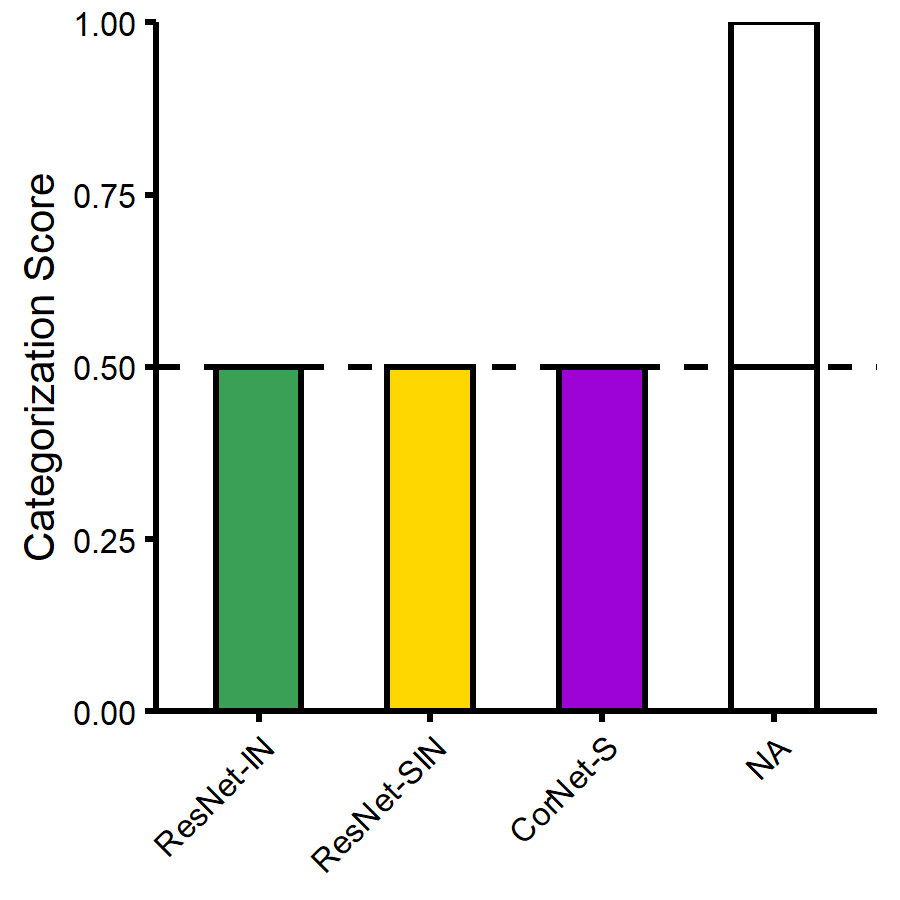 1.00
0.75
0.50
0.25
0.00
Categorization Score
ResNet-IN
ResNet-SIN
CorNet-S
NA